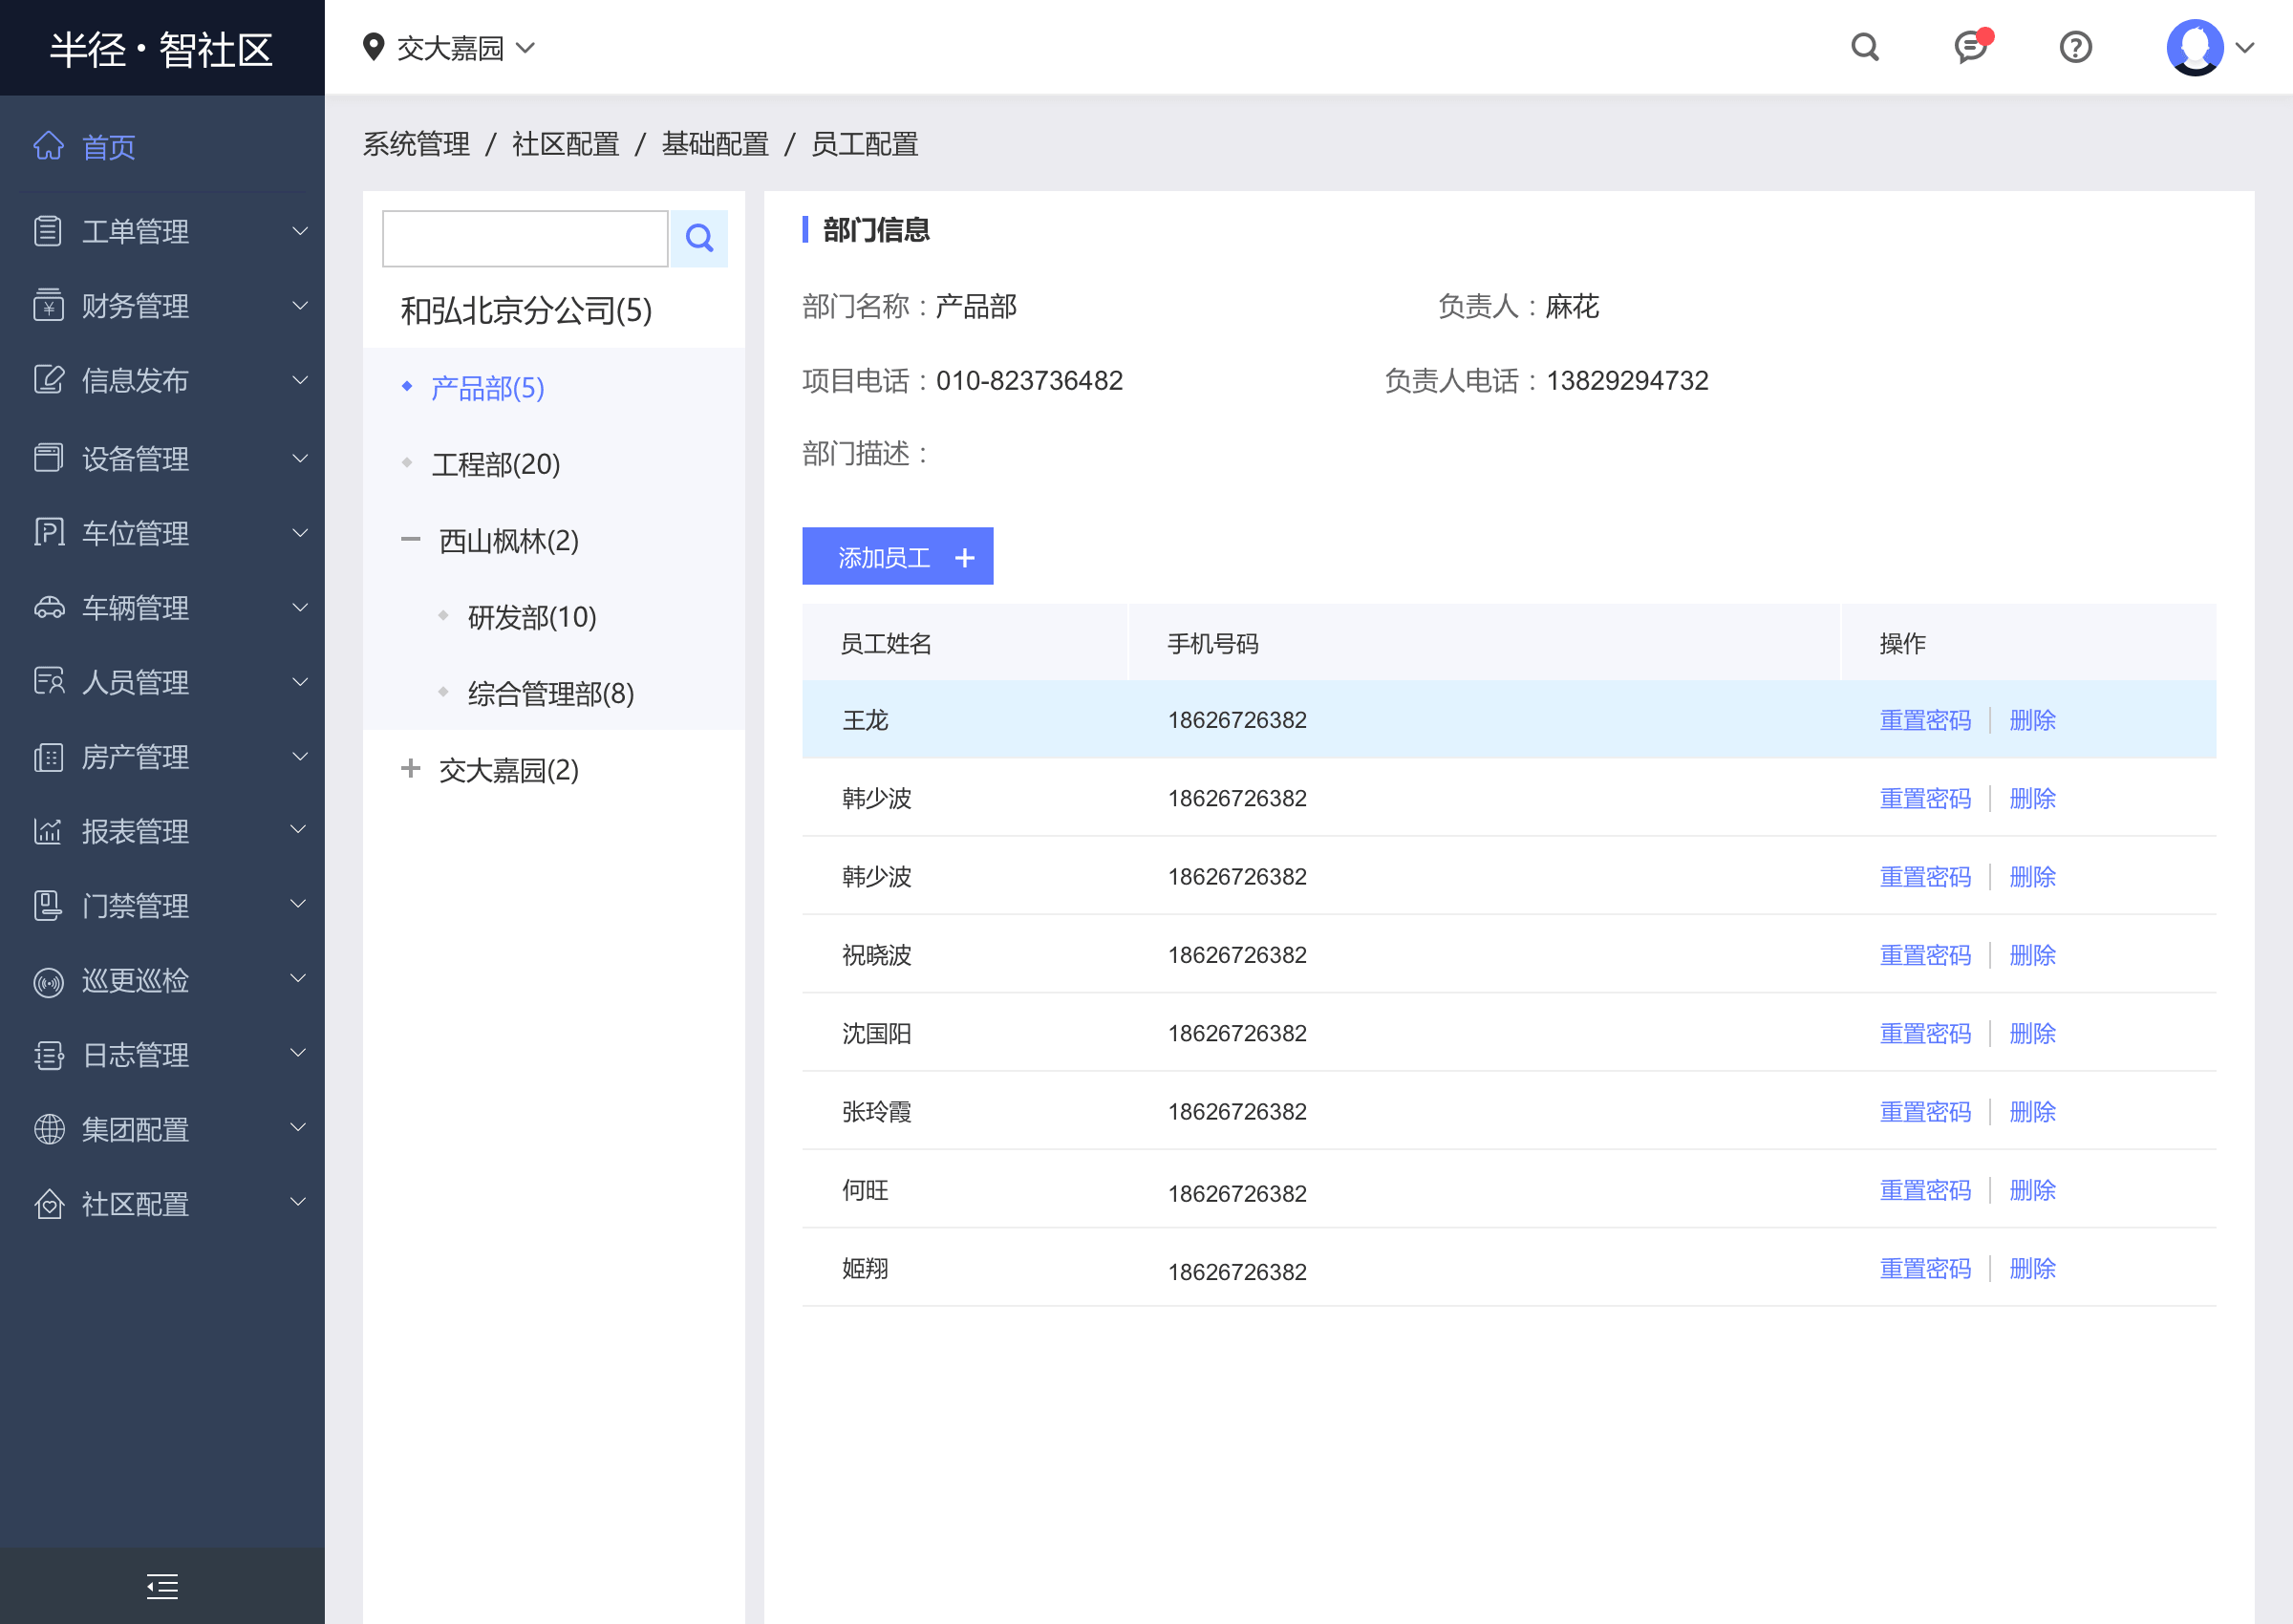 半径·智社区
交大嘉园
首页
工单管理
财务管理
信息发布
设备管理
车位管理
车辆管理
人员管理
房产管理
报表管理
门禁管理
巡更巡检
日志管理
集团配置
社区配置
系统管理 / 社区配置 / 基础配置 / 员工配置
和弘北京分公司(5)
产品部(5)
工程部(20)
西山枫林(2)
研发部(10)
综合管理部(8)
交大嘉园(2)
部门信息
部门名称：产品部 负责人：麻花
项目电话：010-823736482 负责人电话：13829294732
部门描述：
添加员工 +
员工姓名 手机号码 操作
王龙 18626726382 重置密码 删除
韩少波 18626726382 重置密码 删除
韩少波 18626726382 重置密码 删除
祝晓波 18626726382 重置密码 删除
沈国阳 18626726382 重置密码 删除
张玲霞 18626726382 重置密码 删除
何旺 18626726382 重置密码 删除
姬翔 18626726382 重置密码 删除